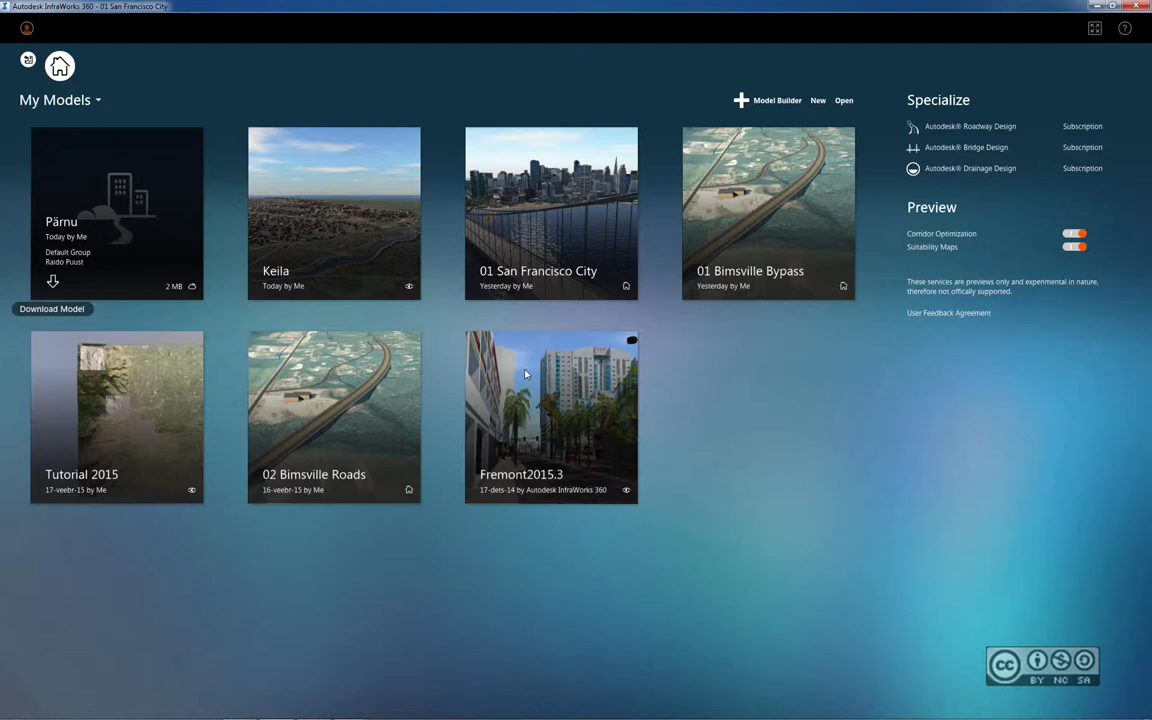 Autodesk InfraWorks 360 - 01 San Francisco City
My Models
Model Builder New Open
Pärnu
Today by Me
Default Group
Raido Puust
2 MB
Download Model
Keila
Today by Me
01 San Francisco City
Yesterday by Me
01 Bimsville Bypass
Yesterday by Me
Tutorial 2015
17-veebr-15 by Me
02 Bimsville Roads
16-veebr-15 by Me
Fremont2015.3
17-dets-14 by Autodesk InfraWorks 360
Specialize
Autodesk® Roadway Design Subscription
Autodesk® Bridge Design Subscription
Autodesk® Drainage Design Subscription
Preview
Corridor Optimization
Suitability Maps
These services are previews only and experimental in nature,
therefore not offically supported.
User Feedback Agreement
cc
BY NC SA